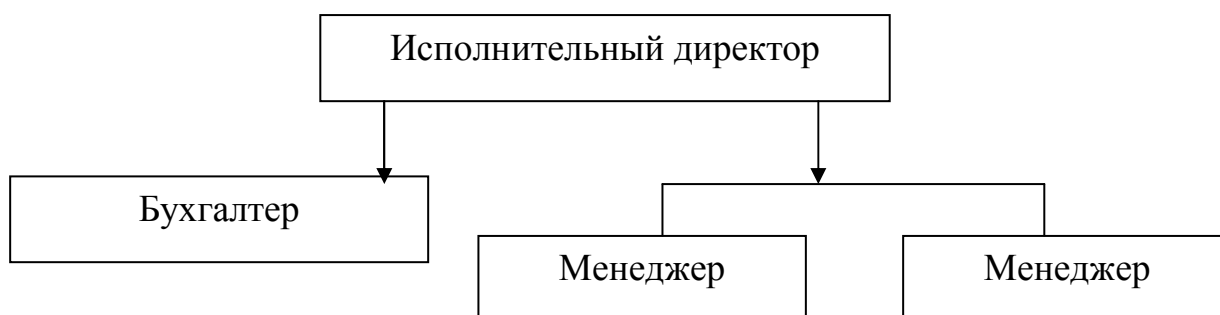 Исполнительный директор
Бухгалтер
Менеджер
Менеджер